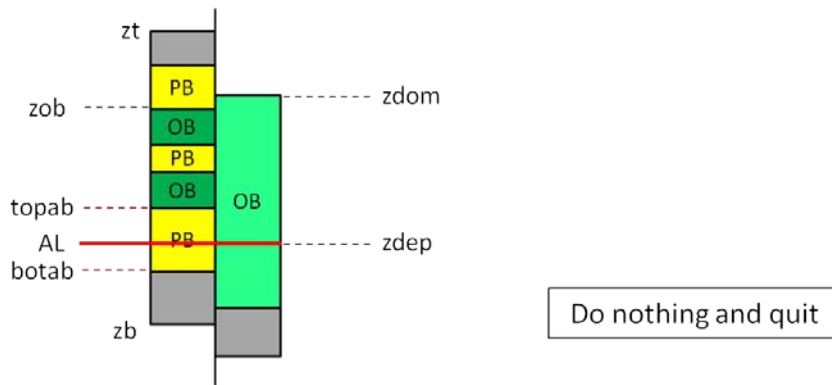 zt
PB
zdom
zob
OB
PB
OB
OB
topab
AL
PB
zdep
botab
Do nothing and quit
zb